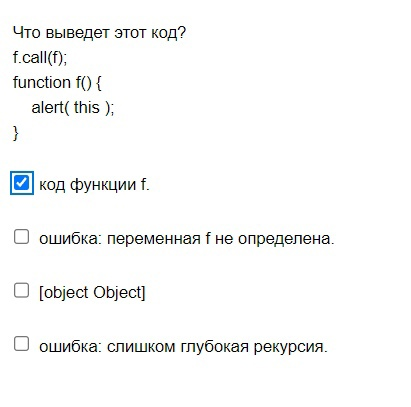 Что выведет этот код?
f.call(f);
function f() {
alert( this );
}
код функции f.
ошибка: переменная f не определена.
[object Object]
ошибка: слишком глубокая рекурсия.